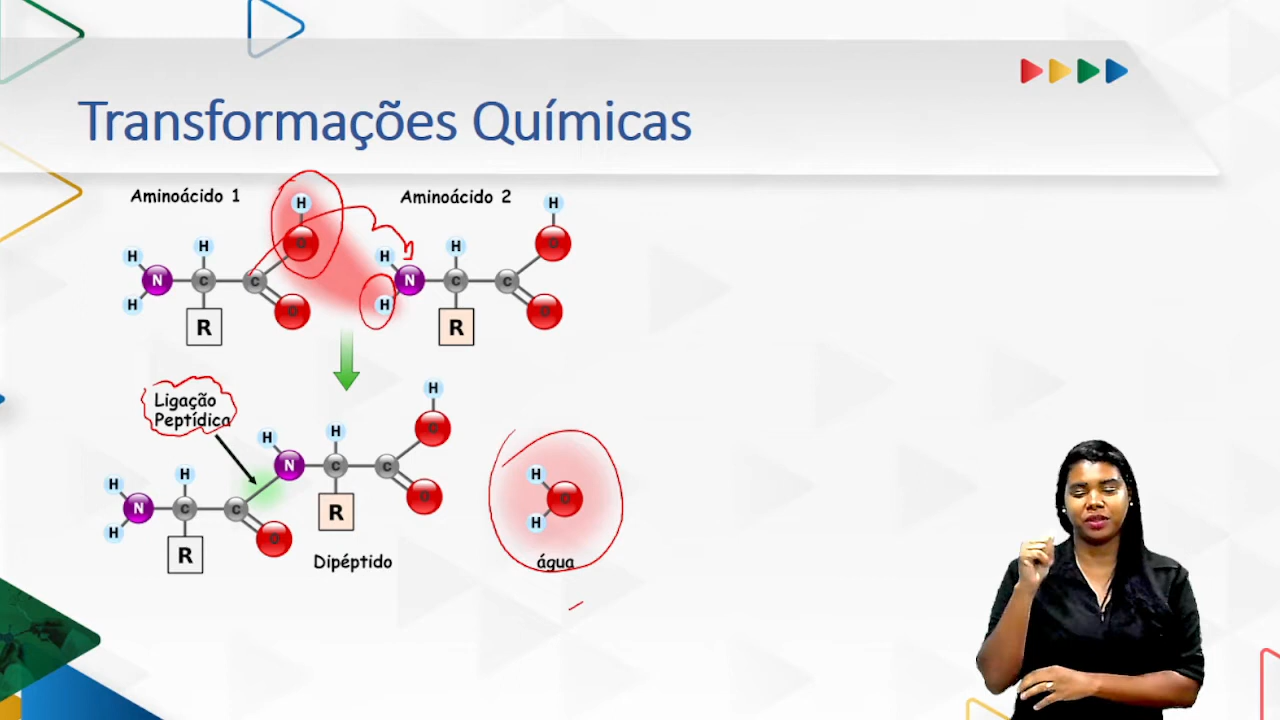 Transformações Químicas
Aminoácido 1
Aminoácido 2
H
H
H
H
H
O
H
O
N
C
C
N
C
C
H
H
O
O
R
R
Ligação
Peptídica
H
H
H
C
H
N
C
C
H
H
H
O
O
N
C
C
R
H
H
O
R
Dipéptido
água